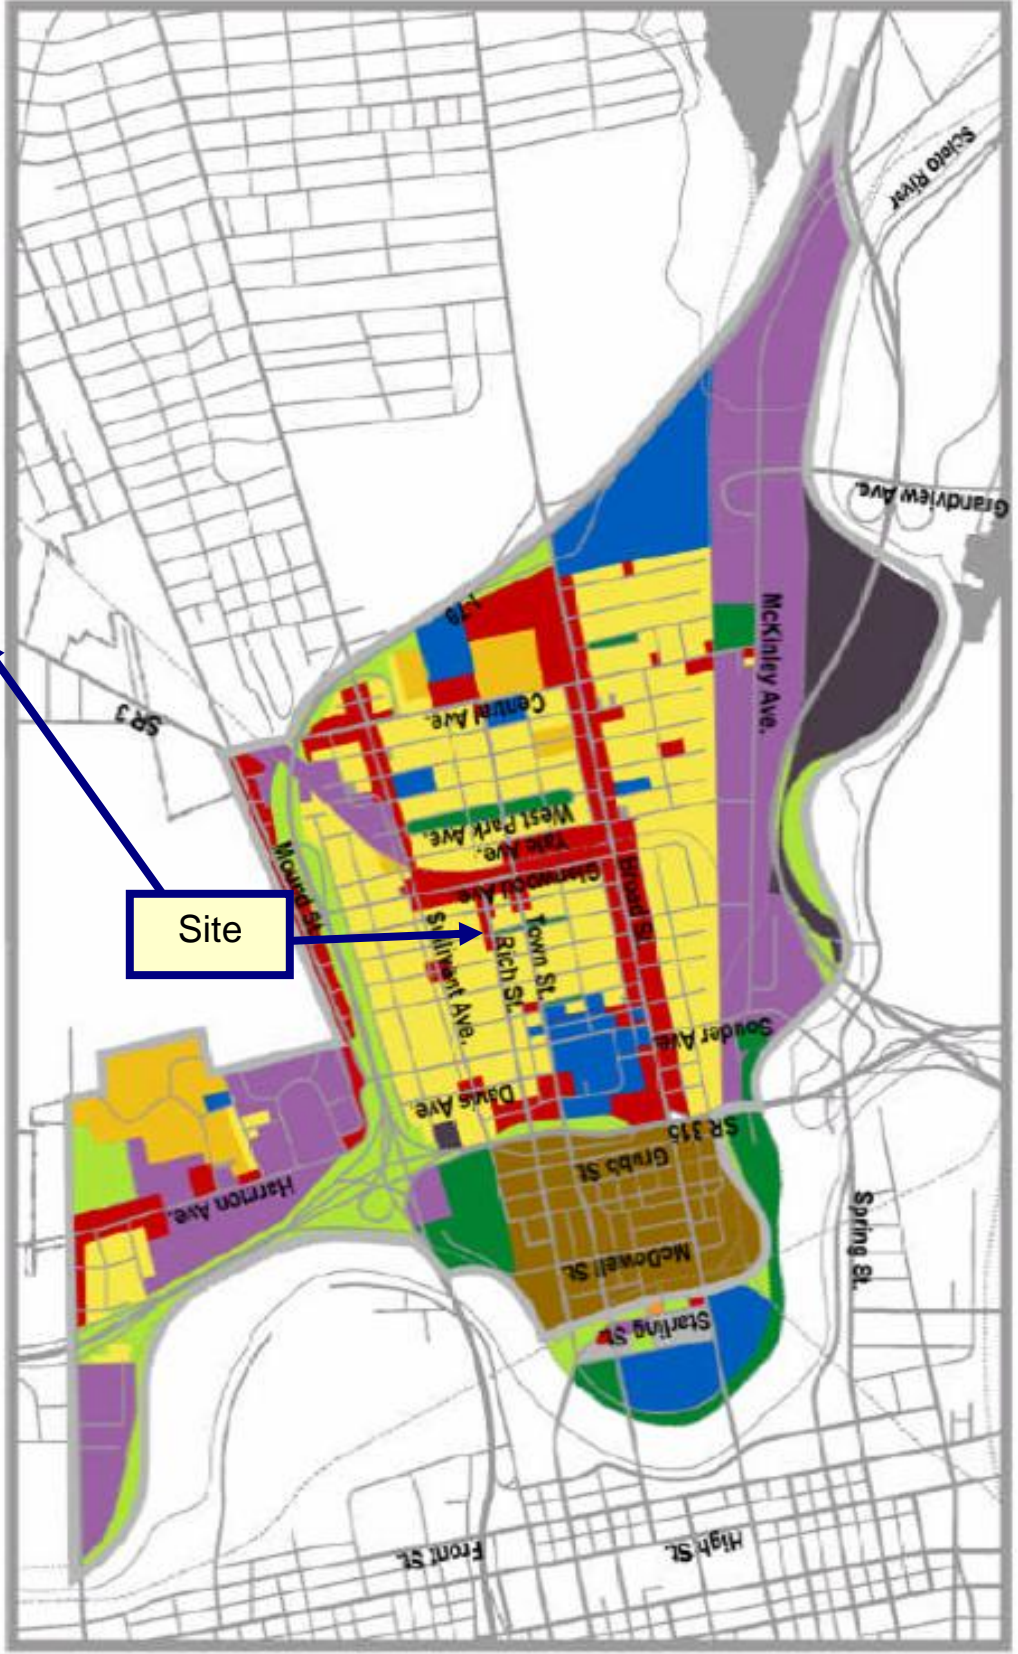 Scioto River
Grandview Ave.
McKinley Ave.
I-70
SR 3
Central Ave.
West Park Ave.
Yale Ave.
Glenwood Ave.
Mound St.
Broad St.
Site
Sullivant Ave.
Rich St.
Town St.
Souder Ave.
Davis Ave.
SR 315
Grubb St.
Harmon Ave.
Spring St.
McDowell St.
Starling St.
Front St.
High St.